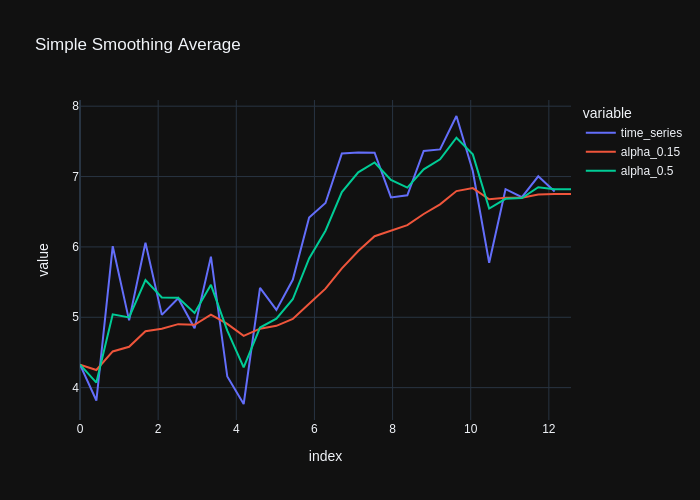 Simple Smoothing Average
variable
time_series
alpha_0.15
alpha_0.5
value
8
7
6
5
4
0 2 4 6 8 10 12
index